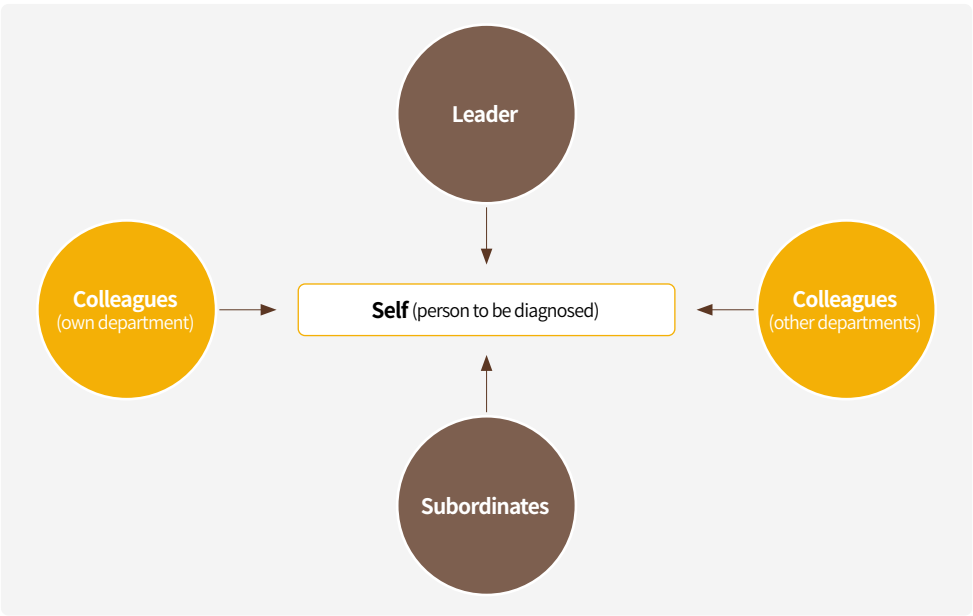 Leader
Colleagues
(own department)
Self (person to be diagnosed)
Colleagues
(other departments)
Subordinates